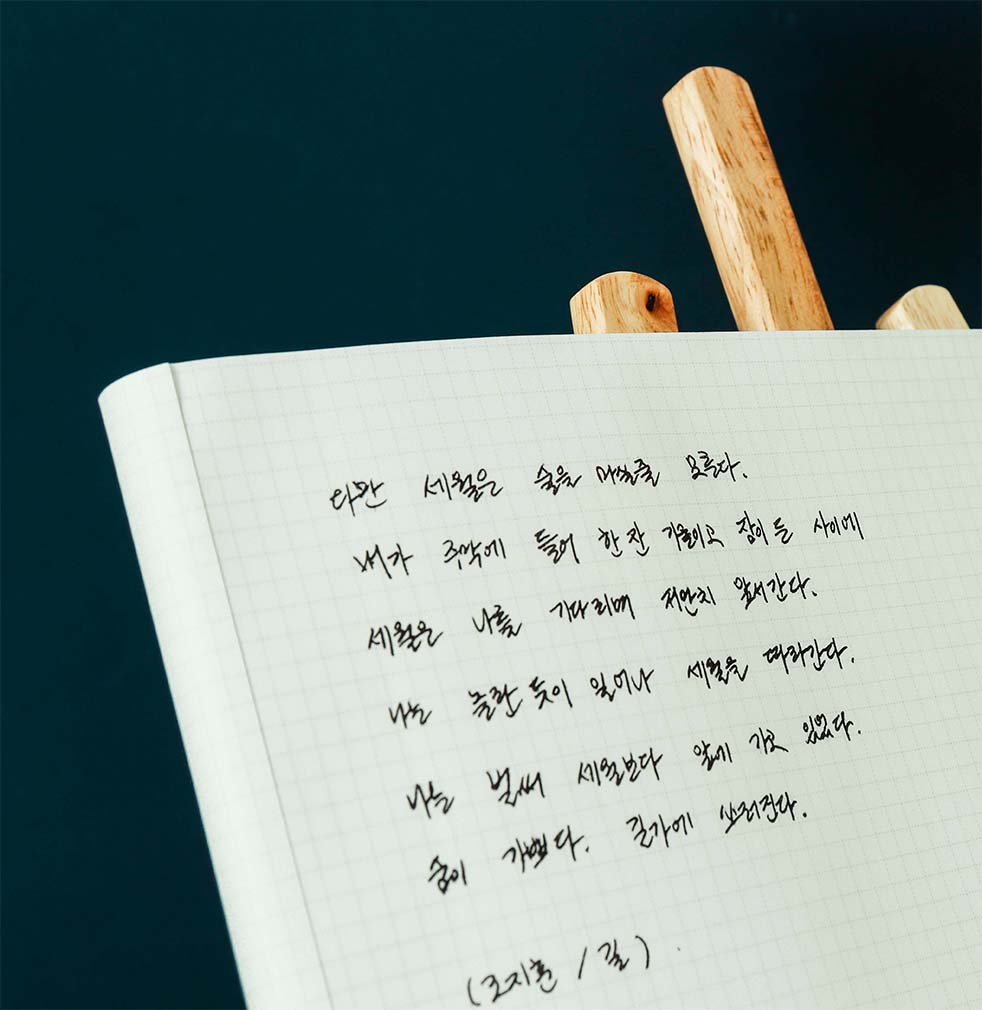 다만 세월은 술을 마실줄 모른다.
내가 주막에 들어 한 잔 기울이고 잠이 든 사이에
세월은 나를 기다리며 저만치 앞서간다.
나는 놀란 듯이 일어나 세월을 따라간다.
나는 벌써 세월보다 앞에 가고 있었다.
숨이 가쁘다. 길가에 쓰러진다.
(조지훈 / 길)